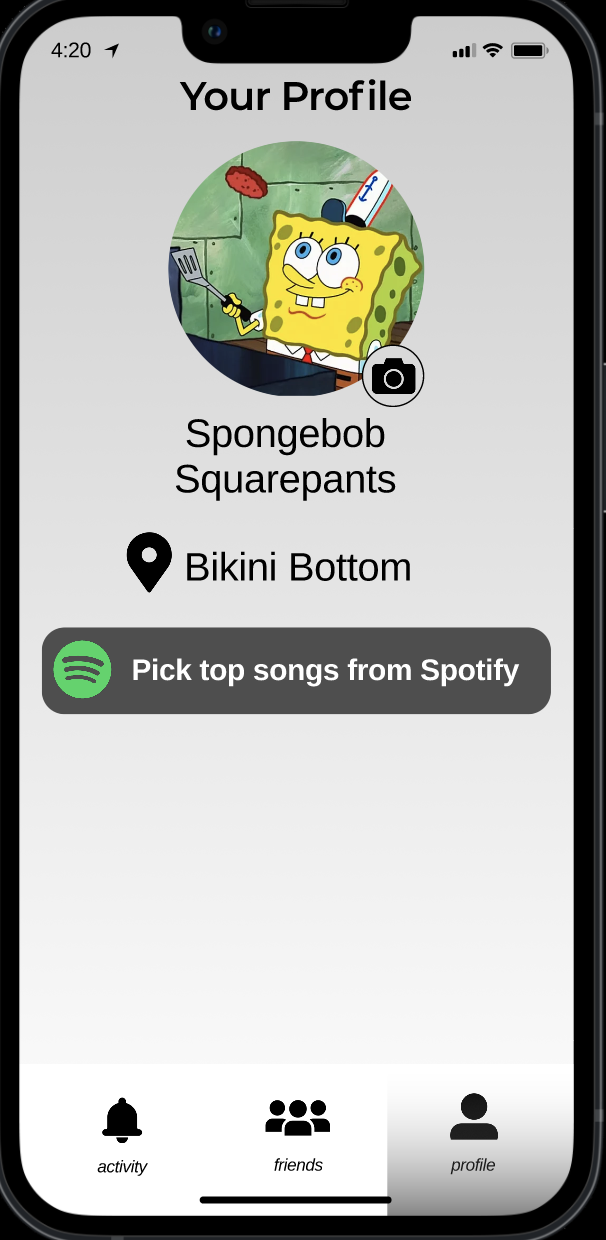 4:20
Your Profile
Spongebob
Squarepants
Bikini Bottom
Pick top songs from Spotify
activity
friends
profile